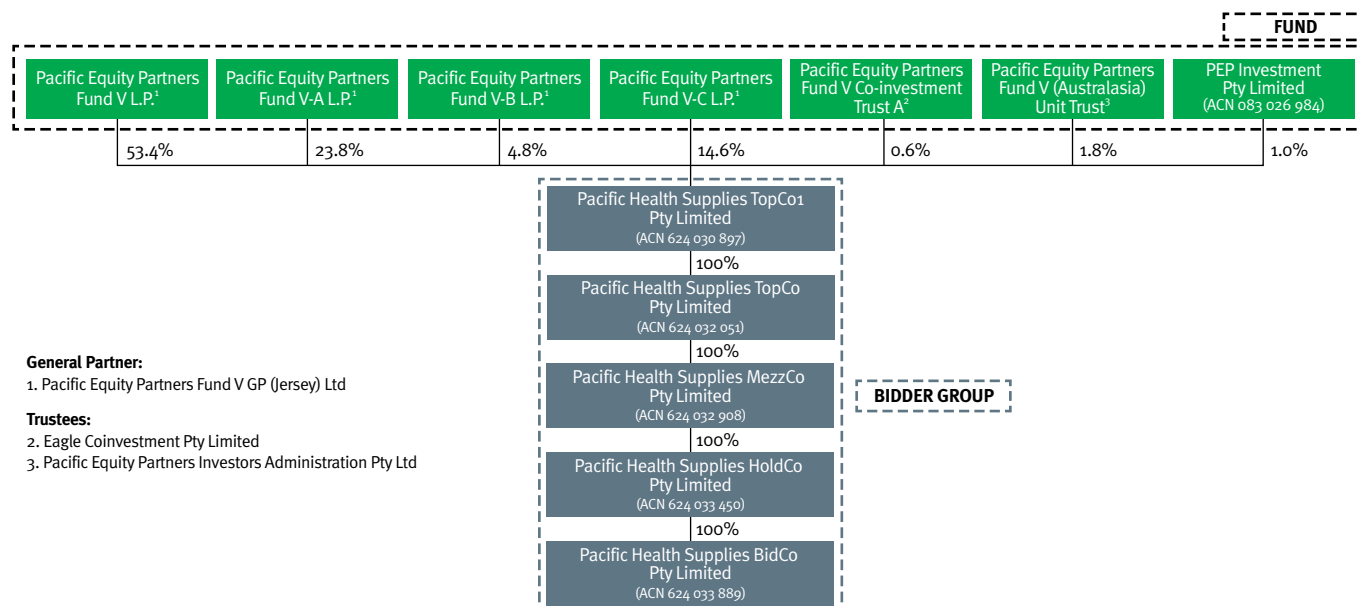 FUND
Pacific Equity Partners
Fund V L.P.¹
Pacific Equity Partners
Fund V-A L.P.¹
Pacific Equity Partners
Fund V-B L.P.¹
Pacific Equity Partners
Fund V-C L.P.¹
Pacific Equity Partners
Fund V Co-investment
Trust A²
Pacific Equity Partners
Fund V (Australasia)
Unit Trust³
PEP Investment
Pty Limited
(ACN 083 026 984)
53.4%
23.8%
4.8%
14.6%
0.6%
1.8%
1.0%
Pacific Health Supplies TopCo1
Pty Limited
(ACN 624 030 897)
100%
Pacific Health Supplies TopCo
Pty Limited
(ACN 624 032 051)
100%
Pacific Health Supplies MezzCo
Pty Limited
(ACN 624 032 908)
100%
Pacific Health Supplies HoldCo
Pty Limited
(ACN 624 033 450)
100%
Pacific Health Supplies BidCo
Pty Limited
(ACN 624 033 889)
BIDDER GROUP
General Partner:
1. Pacific Equity Partners Fund V GP (Jersey) Ltd
Trustees:
2. Eagle Coinvestment Pty Limited
3. Pacific Equity Partners Investors Administration Pty Ltd